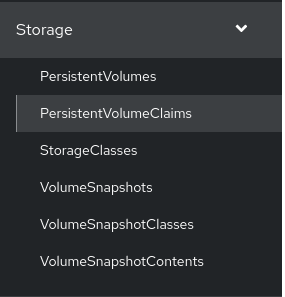 Storage
PersistentVolumes
PersistentVolumeClaims
StorageClasses
VolumeSnapshots
VolumeSnapshotClasses
VolumeSnapshotContents